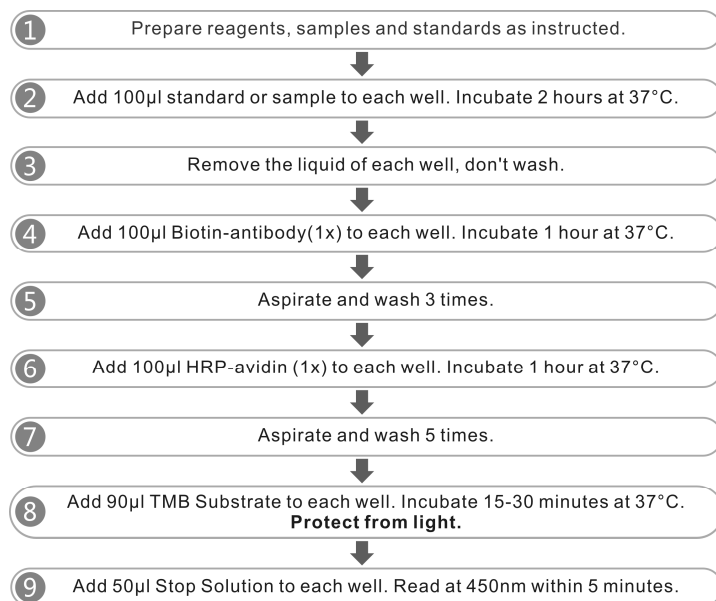 1 Prepare reagents, samples and standards as instructed.
2 Add 100µl standard or sample to each well. Incubate 2 hours at 37°C.
3 Remove the liquid of each well, don't wash.
4 Add 100µl Biotin-antibody(1x) to each well. Incubate 1 hour at 37°C.
5 Aspirate and wash 3 times.
6 Add 100µl HRP-avidin (1x) to each well. Incubate 1 hour at 37°C.
7 Aspirate and wash 5 times.
8 Add 90µl TMB Substrate to each well. Incubate 15-30 minutes at 37°C.
Protect from light.
9 Add 50µl Stop Solution to each well. Read at 450nm within 5 minutes.